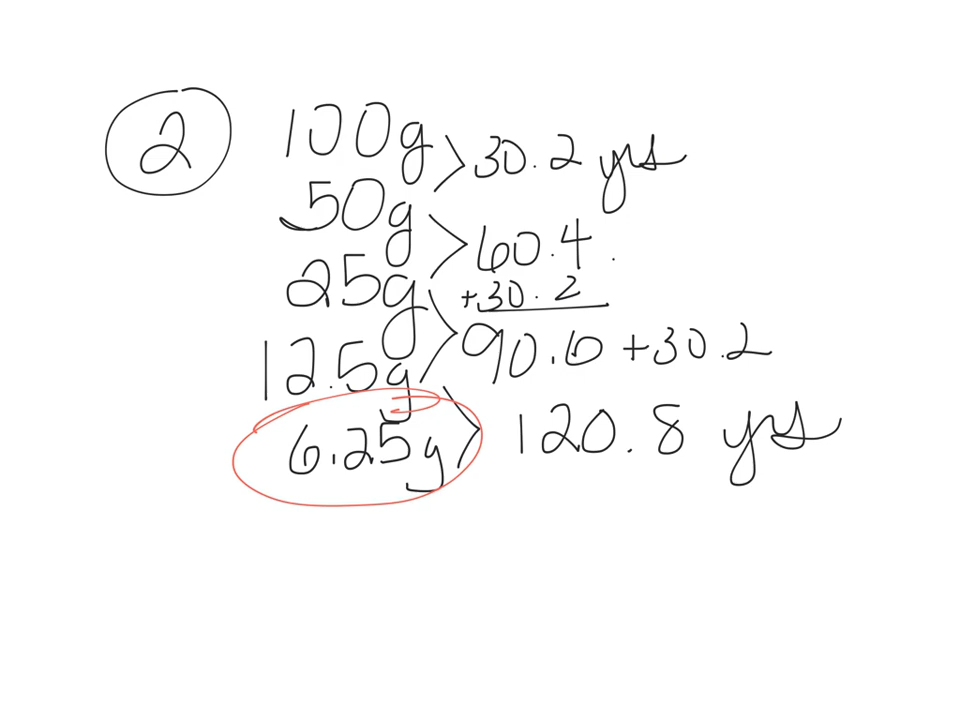 2 100g > 30.2 yrs
50g > 60.4
25g +30.2
12.5g > 90.6 +30.2
6.25g > 120.8 yrs